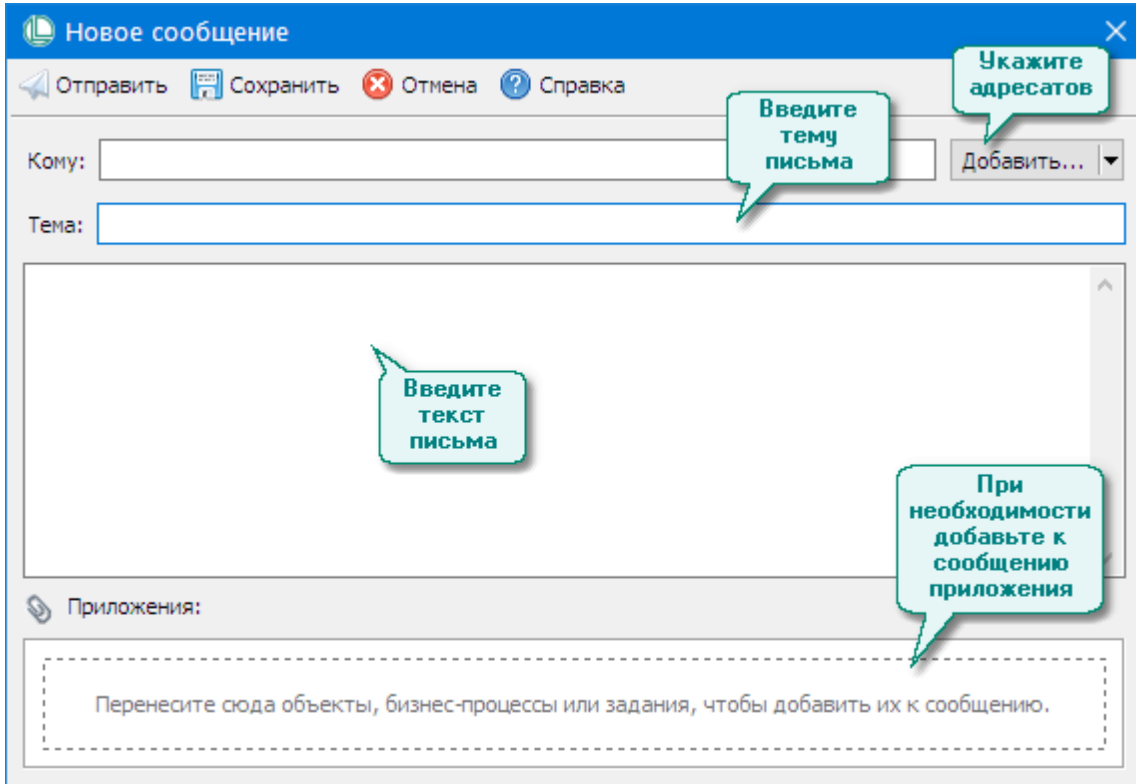 Новое сообщение
Отправить Сохранить Отмена Справка
Укажите
адресатов
Введите
тему
письма
Кому: Добавить...
Тема:
Введите
текст
письма
При
необходимости
добавьте к
сообщению
приложения
Приложения:
Перенесите сюда объекты, бизнес-процессы или задания, чтобы добавить их к сообщению.